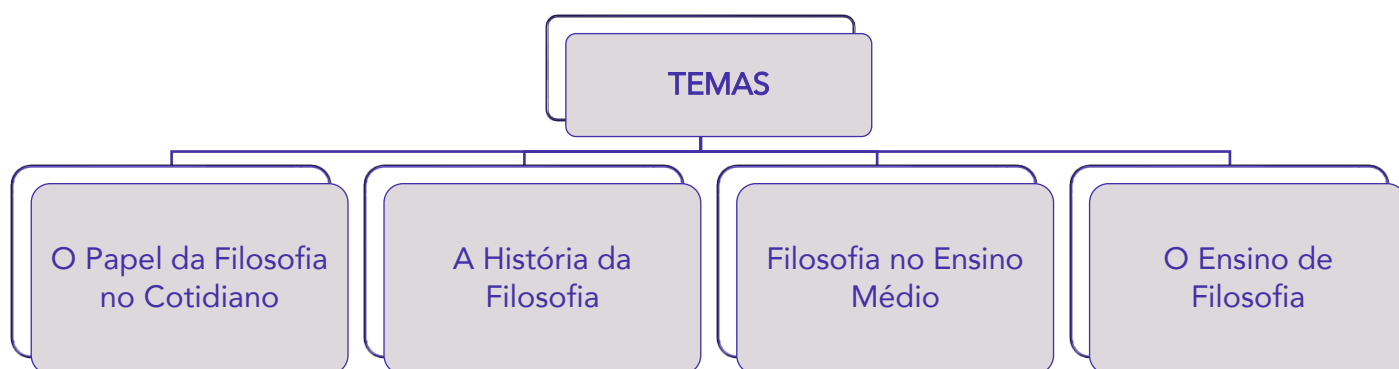 TEMAS
O Papel da Filosofia
no Cotidiano
A História da
Filosofia
Filosofia no Ensino
Médio
O Ensino de
Filosofia